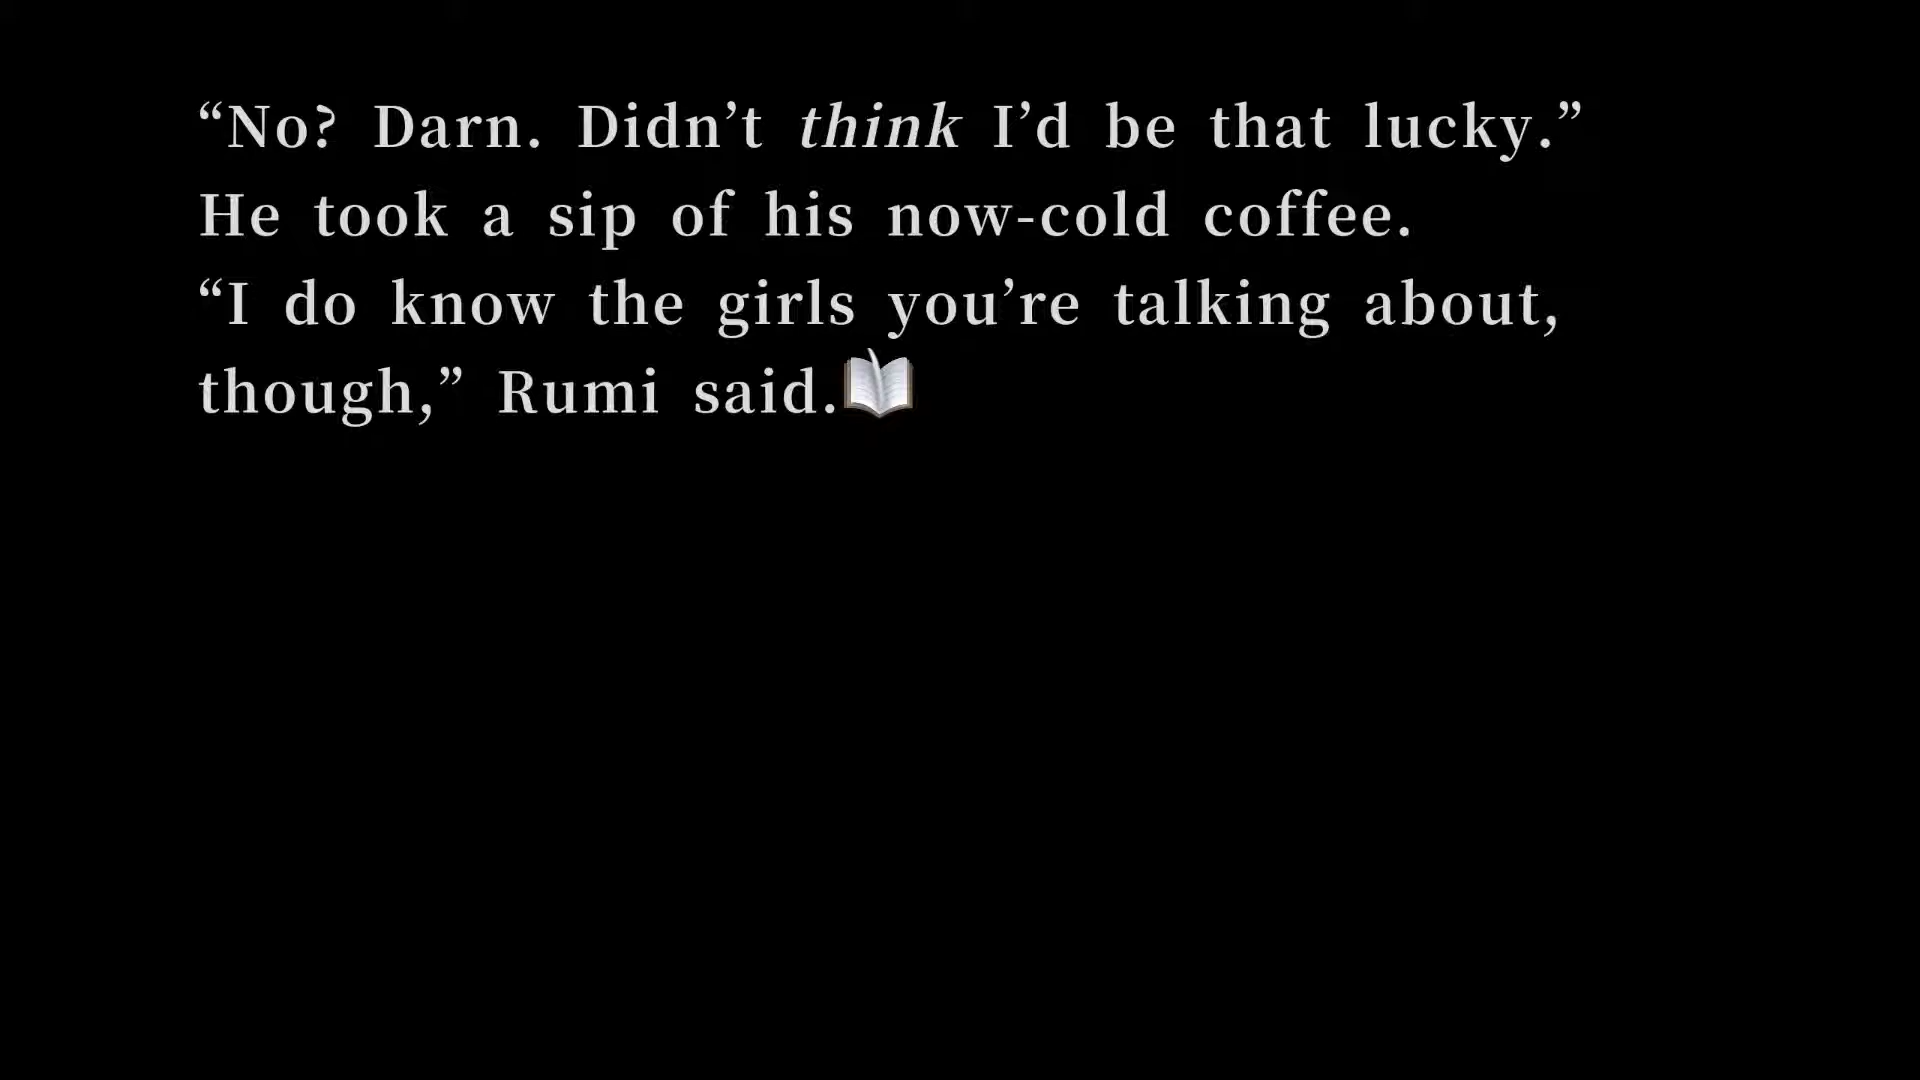 “No? Darn. Didn’t think I’d be that lucky.”
He took a sip of his now-cold coffee.
“I do know the girls you’re talking about,
though,” Rumi said.